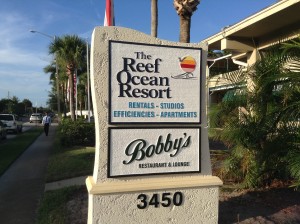 The
Reef
Ocean
Resort
RENTALS - STUDIOS
EFFICIENCIES - APARTMENTS
Bobby's
RESTAURANT & LOUNGE
3450